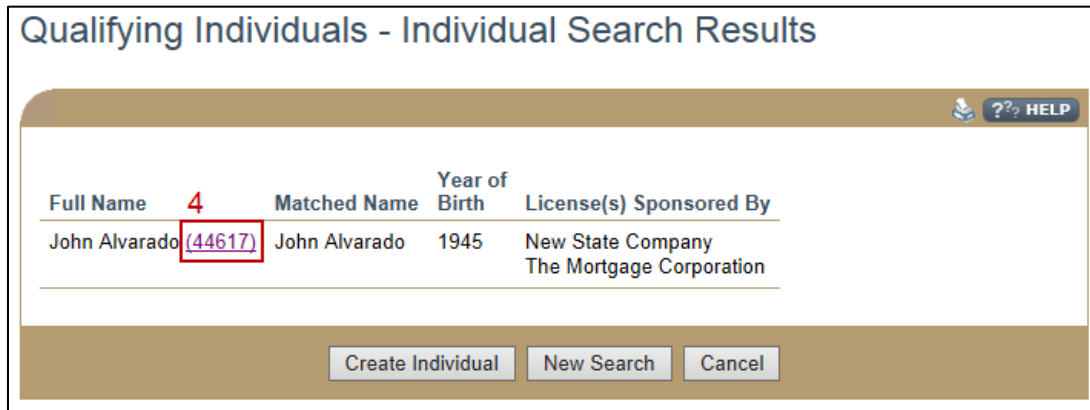 Qualifying Individuals - Individual Search Results
??? HELP
Full Name 4 Matched Name Year of Birth License(s) Sponsored By
John Alvarado (44617) John Alvarado 1945 New State Company
The Mortgage Corporation
Create Individual New Search Cancel